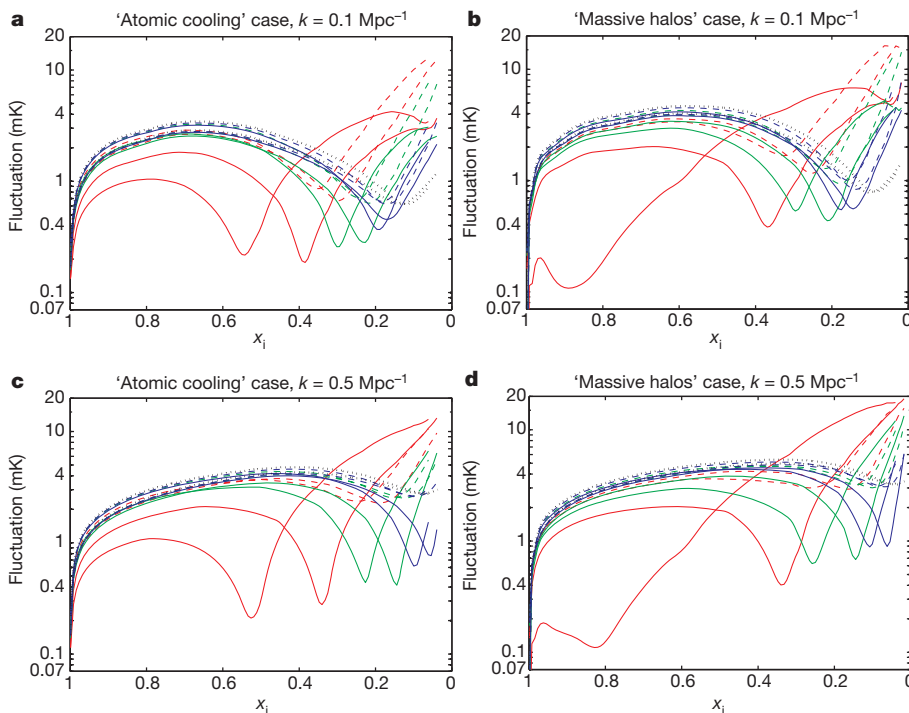 a
'Atomic cooling' case, k = 0.1 Mpc⁻¹
20
10
4
1
0.4
0.1
0.07
Fluctuation (mK)
1 0.8 0.6 0.4 0.2 0
xᵢ
b
'Massive halos' case, k = 0.1 Mpc⁻¹
20
10
4
1
0.4
0.1
0.07
Fluctuation (mK)
1 0.8 0.6 0.4 0.2 0
xᵢ
c
'Atomic cooling' case, k = 0.5 Mpc⁻¹
20
10
4
1
0.4
0.1
0.07
Fluctuation (mK)
1 0.8 0.6 0.4 0.2 0
xᵢ
d
'Massive halos' case, k = 0.5 Mpc⁻¹
20
10
4
1
0.4
0.1
0.07
Fluctuation (mK)
1 0.8 0.6 0.4 0.2 0
xᵢ